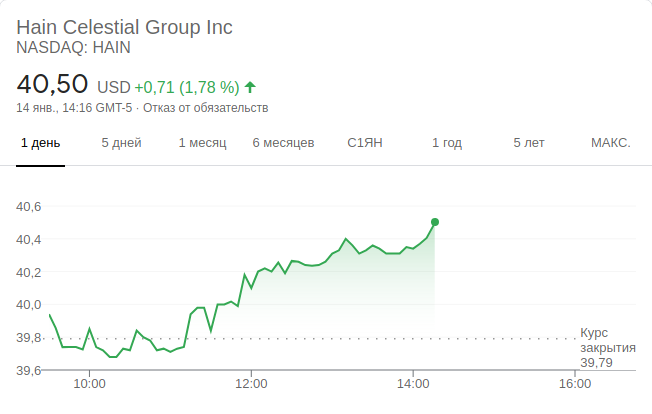 Hain Celestial Group Inc
NASDAQ: HAIN
40,50 USD +0,71 (1,78 %)
14 янв., 14:16 GMT-5 · Отказ от обязательств
1 день 5 дней 1 месяц 6 месяцев С1ЯН 1 год 5 лет МАКС.
40,6
40,4
40,2
40,0
39,8
39,6
Курс
закрытия
39,79
10:00 12:00 14:00 16:00